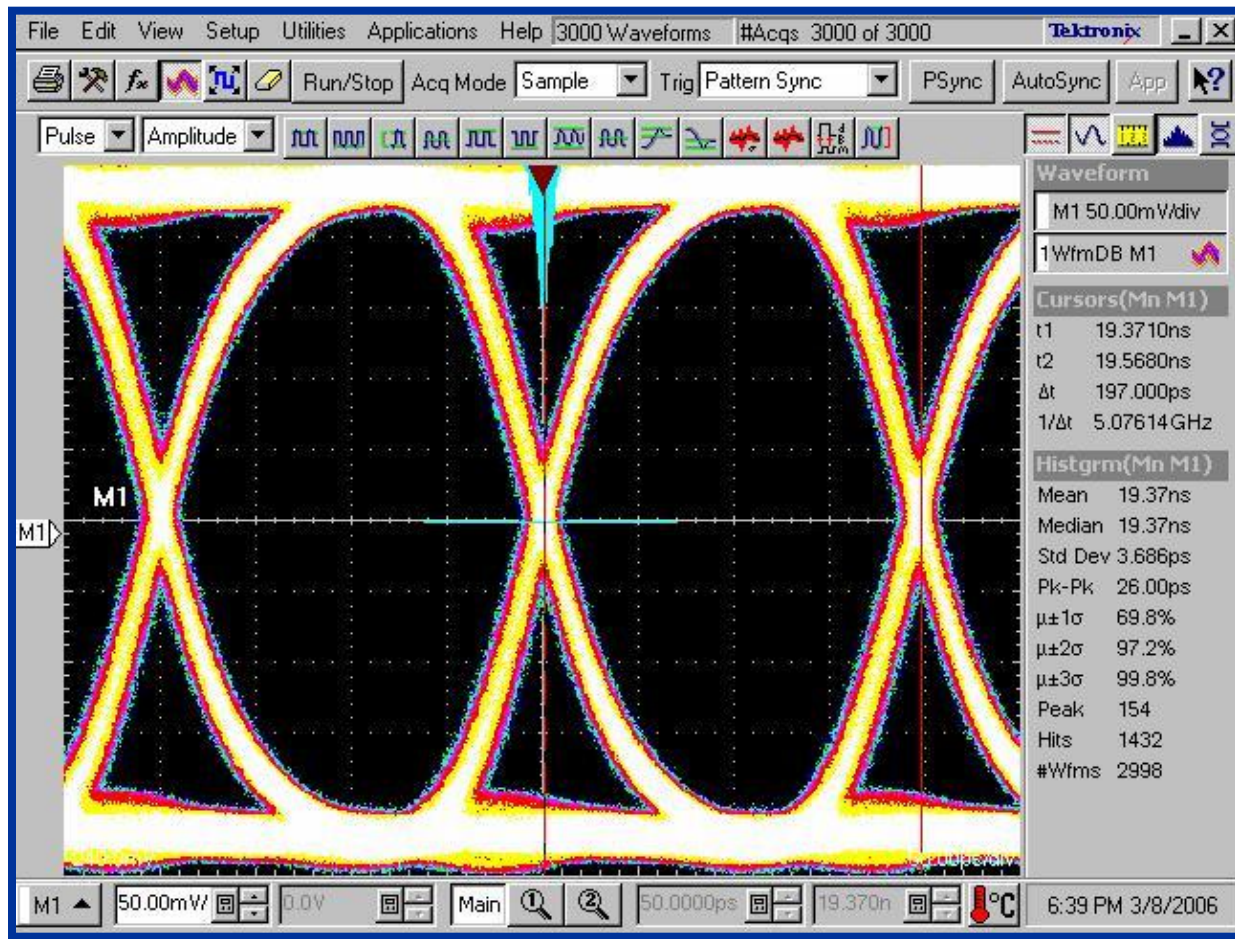 File Edit View Setup Utilities Applications Help 3000 Waveforms #Acqs 3000 of 3000 Tektronix
Run/Stop Acq Mode Sample Trig Pattern Sync PSync AutoSync App
Pulse Amplitude
Waveform
M1 50.00mV/div
1 WfmDB M1
Cursors(Mn M1)
t1 19.3710ns
t2 19.5680ns
Δt 197.000ps
1/Δt 5.07614GHz
Histgrm(Mn M1)
Mean 19.37ns
Median 19.37ns
Std Dev 3.686ps
Pk-Pk 26.00ps
µ±1σ 69.8%
µ±2σ 97.2%
µ±3σ 99.8%
Peak 154
Hits 1432
#Wfms 2998
M1
M1
M1 50.00mV/ 0.0V Main 1 2 50.0000ps 19.370n °C 6:39 PM 3/8/2006